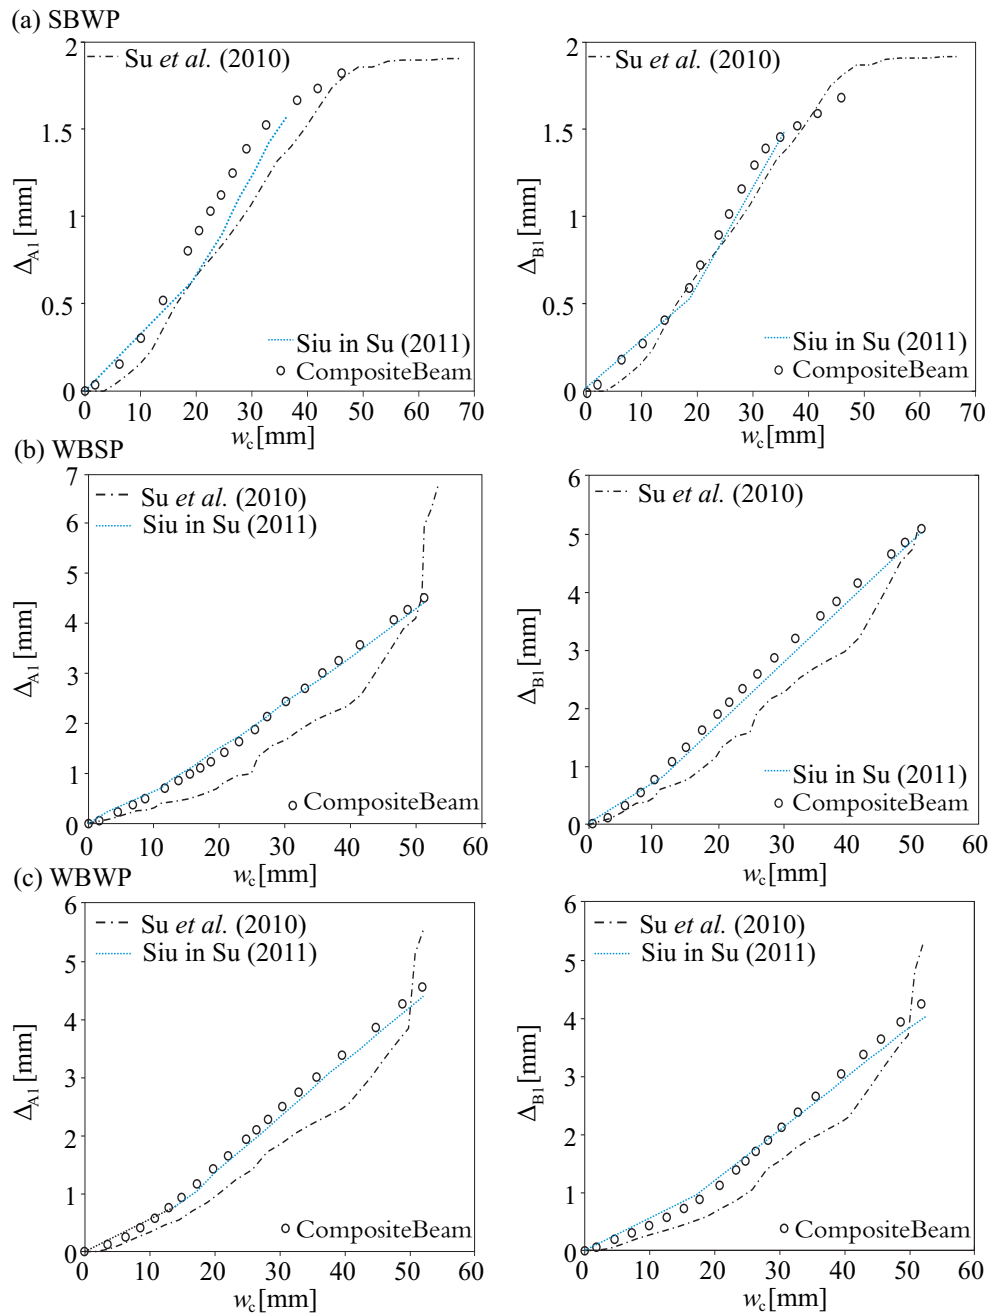 (a) SBWP
Su et al. (2010)
Siu in Su (2011)
CompositeBeam
ΔA1 [mm]
2
1.5
1
0.5
0
0 10 20 30 40 50 60 70
wc [mm]
Su et al. (2010)
Siu in Su (2011)
CompositeBeam
ΔB1 [mm]
2
1.5
1
0.5
0
0 10 20 30 40 50 60 70
wc [mm]
(b) WBSP
Su et al. (2010)
Siu in Su (2011)
CompositeBeam
ΔA1 [mm]
7
6
5
4
3
2
1
0
0 10 20 30 40 50 60
wc [mm]
Su et al. (2010)
Siu in Su (2011)
CompositeBeam
ΔB1 [mm]
6
5
4
3
2
1
0
0 10 20 30 40 50 60
wc [mm]
(c) WBWP
Su et al. (2010)
Siu in Su (2011)
CompositeBeam
ΔA1 [mm]
6
5
4
3
2
1
0
0 10 20 30 40 50 60
wc [mm]
Su et al. (2010)
Siu in Su (2011)
CompositeBeam
ΔB1 [mm]
6
5
4
3
2
1
0
0 10 20 30 40 50 60
wc [mm]